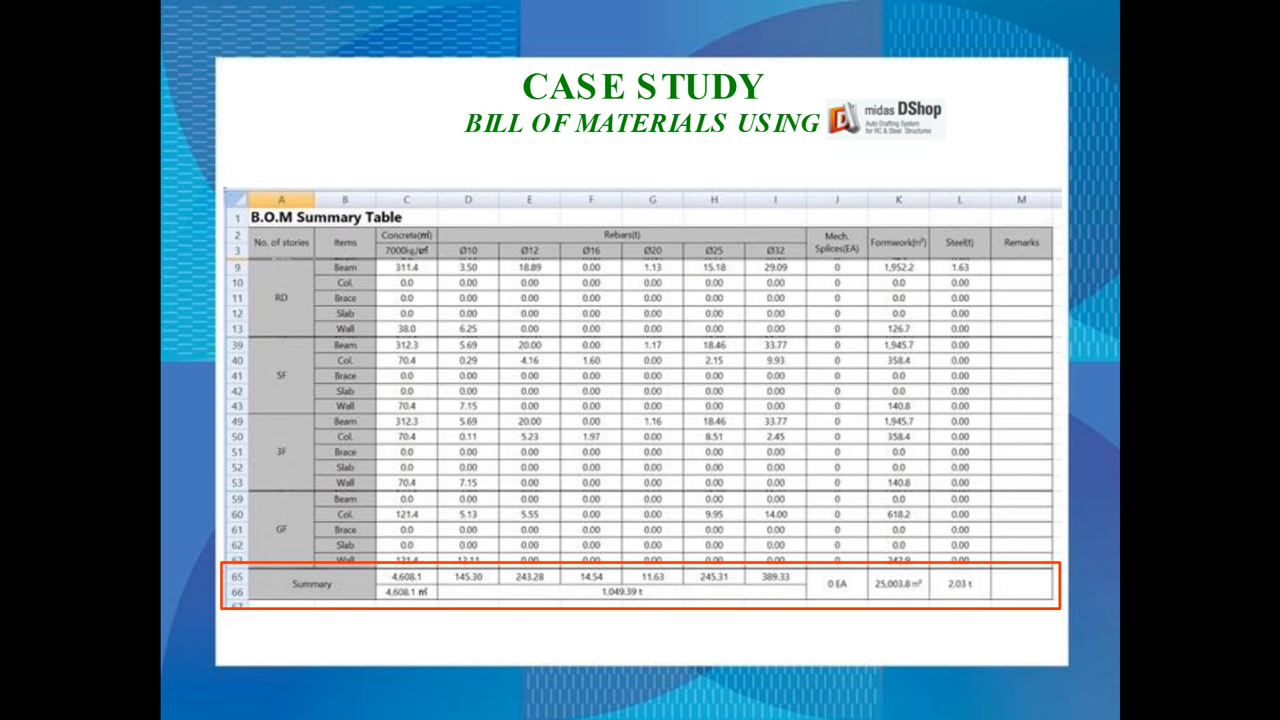 CASE STUDY
BILL OF MATERIALS USING
midas DShop
Auto Drafting System
for RC & Steel Structures
A B C D E F G H I J K L M
1 B.O.M Summary Table
2 No. of stories Items Concrete(㎥) Rebars(t) Mech. Splices(EA) Formwork(m²) Steel(t) Remarks
3 Ø10 Ø12 Ø16 Ø20 Ø25 Ø32
9 RD Beam 311.4 3.50 18.89 0.00 1.13 15.18 29.09 0 1,952.2 1.63
10 Col. 0.0 0.00 0.00 0.00 0.00 0.00 0.00 0 0.0 0.00
11 Brace 0.0 0.00 0.00 0.00 0.00 0.00 0.00 0 0.0 0.00
12 Slab 0.0 0.00 0.00 0.00 0.00 0.00 0.00 0 0.0 0.00
13 Wall 38.0 6.25 0.00 0.00 0.00 0.00 0.00 0 126.7 0.00
39 5F Beam 312.3 5.69 20.00 0.00 1.17 18.46 33.77 0 1,945.7 0.00
40 Col. 70.4 0.29 4.16 1.60 0.00 2.15 9.93 0 358.4 0.00
41 Brace 0.0 0.00 0.00 0.00 0.00 0.00 0.00 0 0.0 0.00
42 Slab 0.0 0.00 0.00 0.00 0.00 0.00 0.00 0 0.0 0.00
43 Wall 70.4 7.15 0.00 0.00 0.00 0.00 0.00 0 140.8 0.00
49 3F Beam 312.3 5.69 20.00 0.00 1.16 18.46 33.77 0 1,945.7 0.00
50 Col. 70.4 0.11 5.23 1.97 0.00 8.51 2.45 0 358.4 0.00
51 Brace 0.0 0.00 0.00 0.00 0.00 0.00 0.00 0 0.0 0.00
52 Slab 0.0 0.00 0.00 0.00 0.00 0.00 0.00 0 0.0 0.00
53 Wall 70.4 7.15 0.00 0.00 0.00 0.00 0.00 0 140.8 0.00
59 GF Beam 0.0 0.00 0.00 0.00 0.00 0.00 0.00 0 0.0 0.00
60 Col. 121.4 5.13 5.55 0.00 0.00 9.95 14.00 0 618.2 0.00
61 Brace 0.0 0.00 0.00 0.00 0.00 0.00 0.00 0 0.0 0.00
62 Slab 0.0 0.00 0.00 0.00 0.00 0.00 0.00 0 0.0 0.00
65 Summary 4,608.1 145.30 243.28 14.54 11.63 245.31 389.33 0 EA 25,003.8 m² 2.03 t
66 4,608.1 ㎥ 1,049.39 t